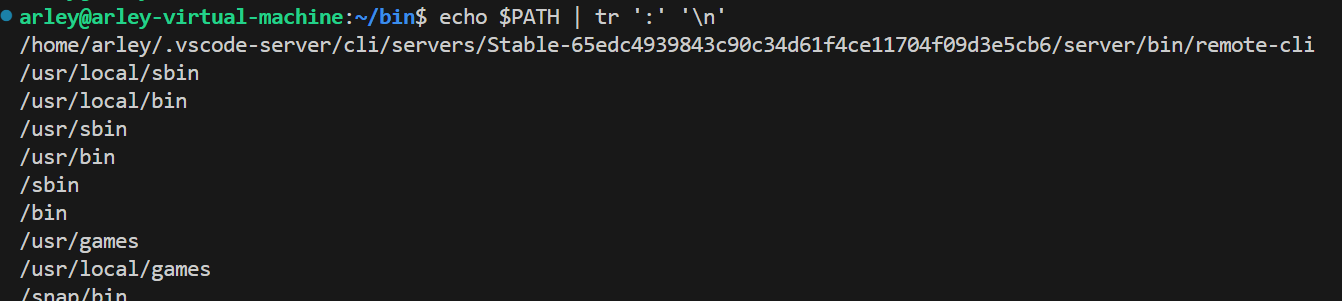 arley@arley-virtual-machine:~/bin$ echo $PATH | tr ':' '\n'
/home/arley/.vscode-server/cli/servers/Stable-65edc4939843c90c34d61f4ce11704f09d3e5cb6/server/bin/remote-cli
/usr/local/sbin
/usr/local/bin
/usr/sbin
/usr/bin
/sbin
/bin
/usr/games
/usr/local/games
/snap/bin